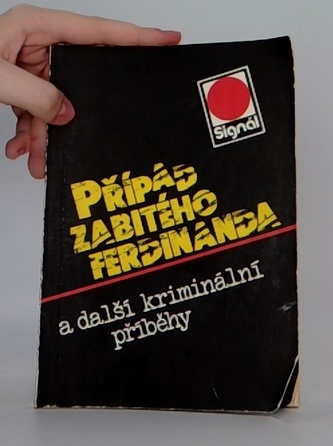 Signál
PŘÍPAD
ZABITÉHO
FERDINANDA
a další kriminální
příběhy